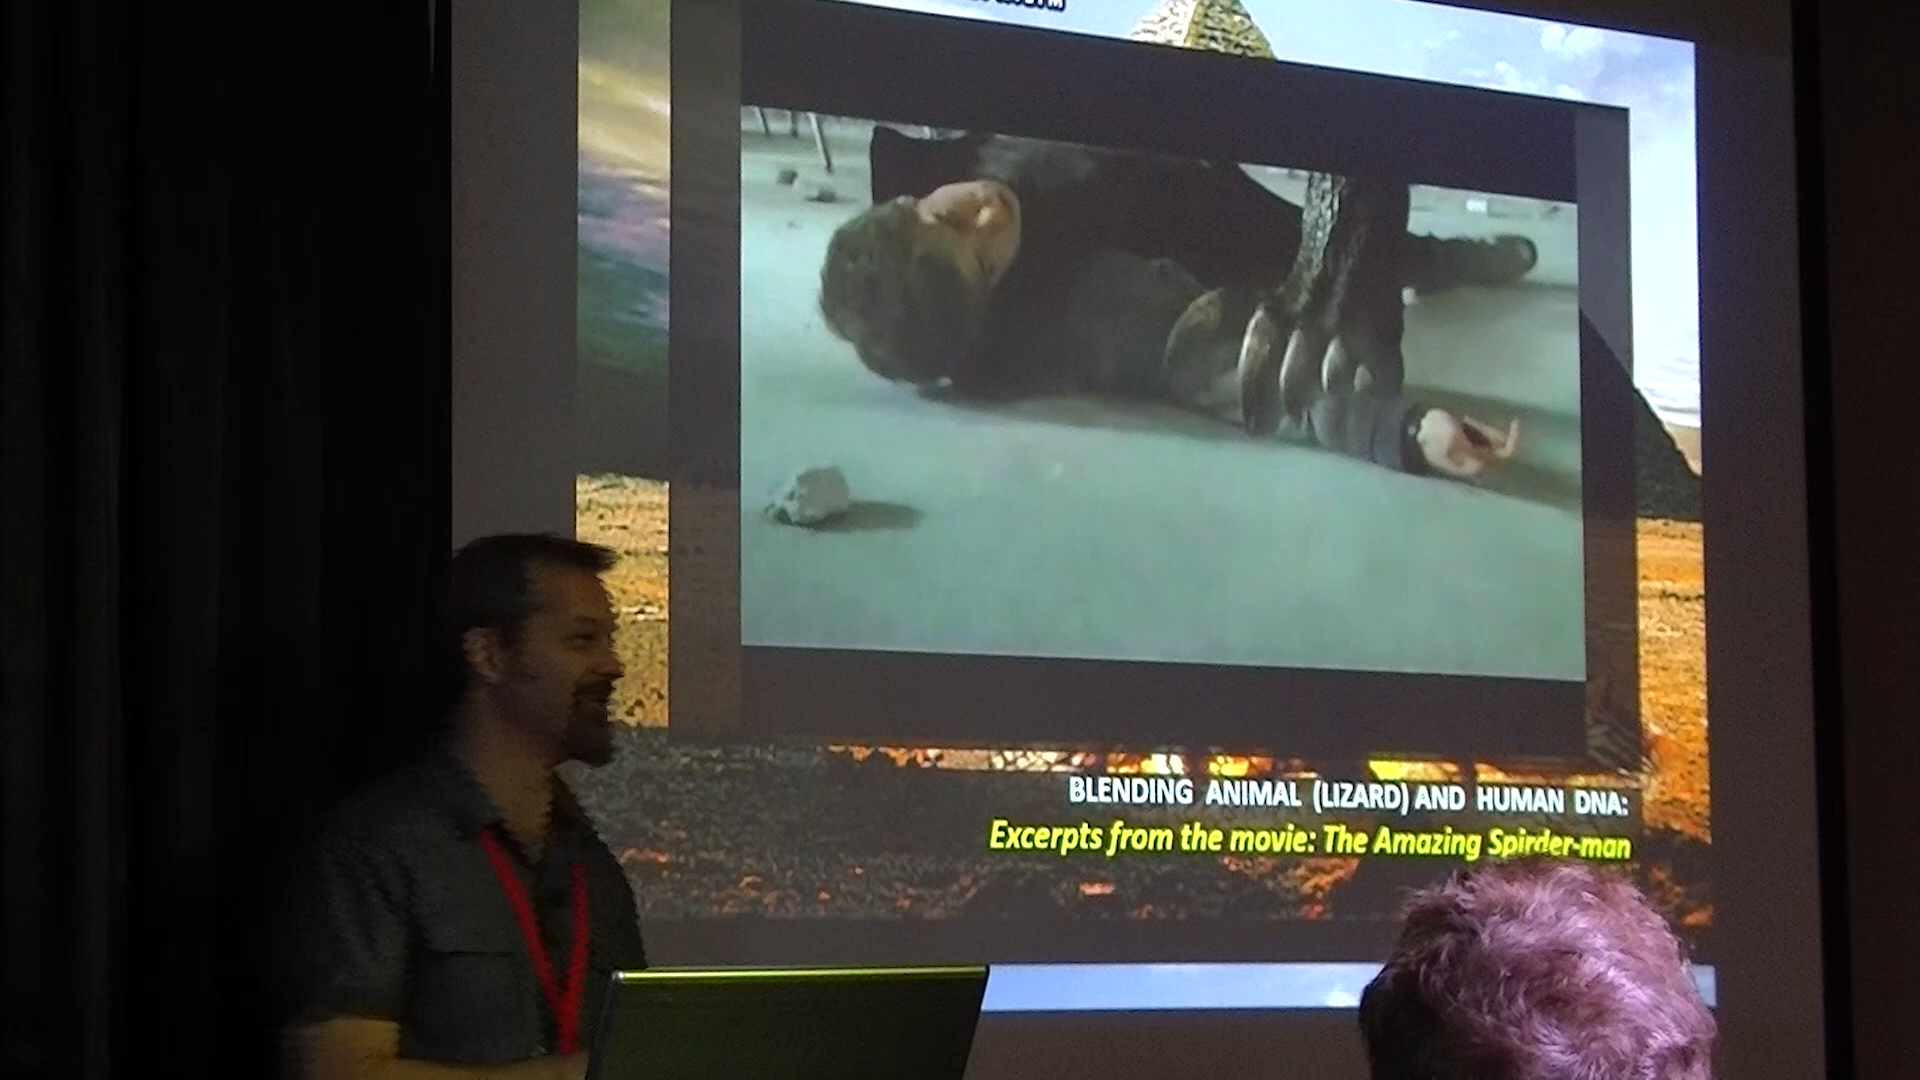 BLENDING ANIMAL (LIZARD) AND HUMAN DNA:
Excerpts from the movie: The Amazing Spirder-man